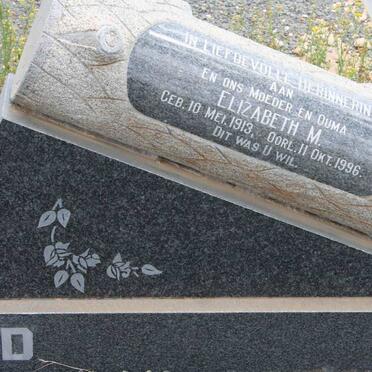 IN LIEFDEVOLLE HERINNERIN
AAN
EN ONS MOEDER EN OUMA
ELIZABETH M.
GEB. 10 MEI. 1913, OORL. 11 OKT. 1996.
DIT WAS U WIL
D